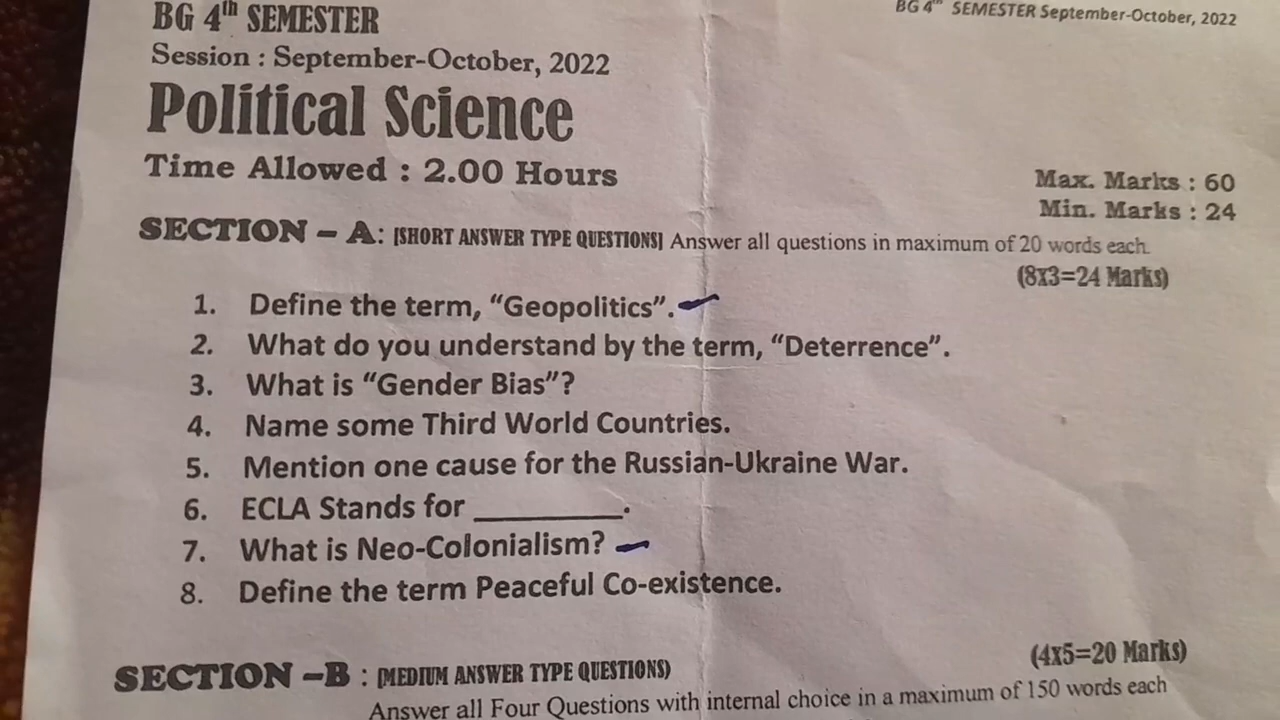 BG 4th SEMESTER
BG 4th SEMESTER September-October, 2022
Session : September-October, 2022
Political Science
Time Allowed : 2.00 Hours
Max. Marks : 60
Min. Marks : 24
SECTION – A: [SHORT ANSWER TYPE QUESTIONS] Answer all questions in maximum of 20 words each.
(8x3=24 Marks)
1. Define the term, “Geopolitics”.
2. What do you understand by the term, “Deterrence”.
3. What is “Gender Bias”?
4. Name some Third World Countries.
5. Mention one cause for the Russian-Ukraine War.
6. ECLA Stands for __________.
7. What is Neo-Colonialism?
8. Define the term Peaceful Co-existence.
(4x5=20 Marks)
SECTION –B : (MEDIUM ANSWER TYPE QUESTIONS)
Answer all Four Questions with internal choice in a maximum of 150 words each